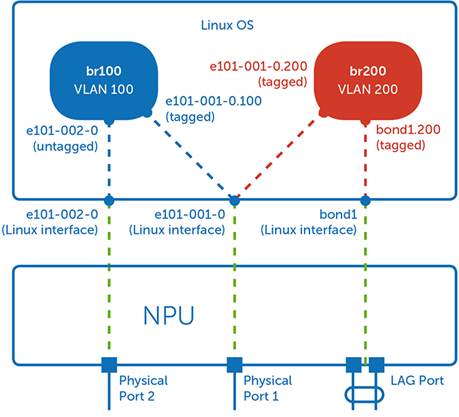 Linux OS
br100
VLAN 100
e101-001-0.200
(tagged)
br200
VLAN 200
e101-001-0.100
(tagged)
e101-002-0
(untagged)
bond1.200
(tagged)
e101-002-0
(Linux interface)
e101-001-0
(Linux interface)
bond1
(Linux interface)
NPU
Physical
Port 2
Physical
Port 1
LAG Port